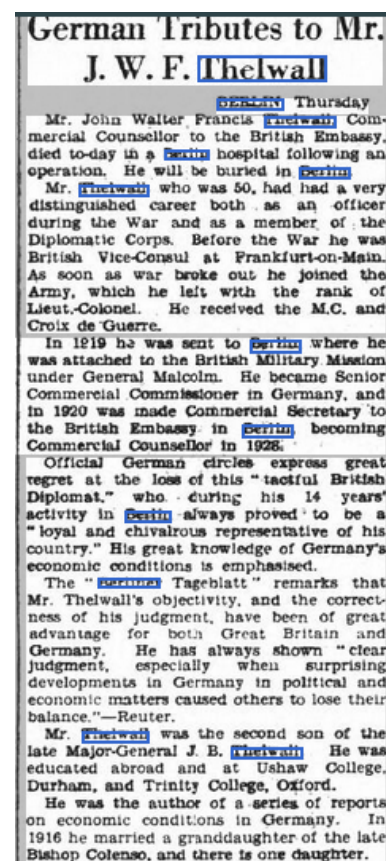 German Tributes to Mr.
J. W. F. Thelwall
BERLIN Thursday
Mr. John Walter Francis Thelwall, Com-
mercial Counsellor to the British Embassy,
died to-day in a Berlin hospital following an
operation. He will be buried in Berlin.
Mr. Thelwall who was 50, had had a very
distinguished career both as an officer
during the War and as a member of the
Diplomatic Corps. Before the War he was
British Vice-Consul at Frankfurt-on-Main.
As soon as war broke out he joined the
Army, which he left with the rank of
Lieut.-Colonel. He received the M.C. and
Croix de Guerre.
In 1919 he was sent to Berlin where he
was attached to the British Military Mission
under General Malcolm. He became Senior
Commercial Commissioner in Germany, and
in 1920 was made Commercial Secretary to
the British Embassy in Berlin, becoming
Commercial Counsellor in 1928.
Official German circles express great
regret at the loss of this "tactful British
Diplomat," who during his 14 years'
activity in Berlin always proved to be a
"loyal and chivalrous representative of his
country." His great knowledge of Germany's
economic conditions is emphasised.
The "Berliner Tageblatt" remarks that
Mr. Thelwall's objectivity, and the correct-
ness of his judgment, have been of great
advantage for both Great Britain and
Germany. He has always shown "clear
judgment, especially when surprising
developments in Germany in political and
economic matters caused others to lose their
balance."—Reuter.
Mr. Thelwall was the second son of the
late Major-General J. B. Thelwall. He was
educated abroad and at Ushaw College,
Durham, and Trinity College, Oxford.
He was the author of a series of reports
on economic conditions in Germany. In
1916 he married a granddaughter of the late
Bishop Colenso, and there is one daughter.